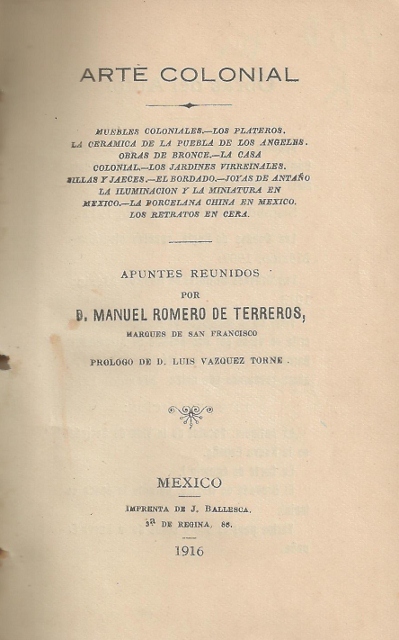 ARTE COLONIAL
MUEBLES COLONIALES.—LOS PLATEROS.
LA CERAMICA DE LA PUEBLA DE LOS ANGELES.
OBRAS DE BRONCE.—LA CASA
COLONIAL.—LOS JARDINES VIRREINALES.
SILLAS Y JAECES.—EL BORDADO.—JOYAS DE ANTAÑO
LA ILUMINACION Y LA MINIATURA EN
MEXICO.—LA PORCELANA CHINA EN MEXICO.
LOS RETRATOS EN CERA.
APUNTES REUNIDOS
POR
D. MANUEL ROMERO DE TERREROS,
MARQUES DE SAN FRANCISCO
PROLOGO DE D. LUIS VAZQUEZ TORNE.
MEXICO
IMPRENTA DE J. BALLESCA,
3ª DE REGINA, 88.
1916